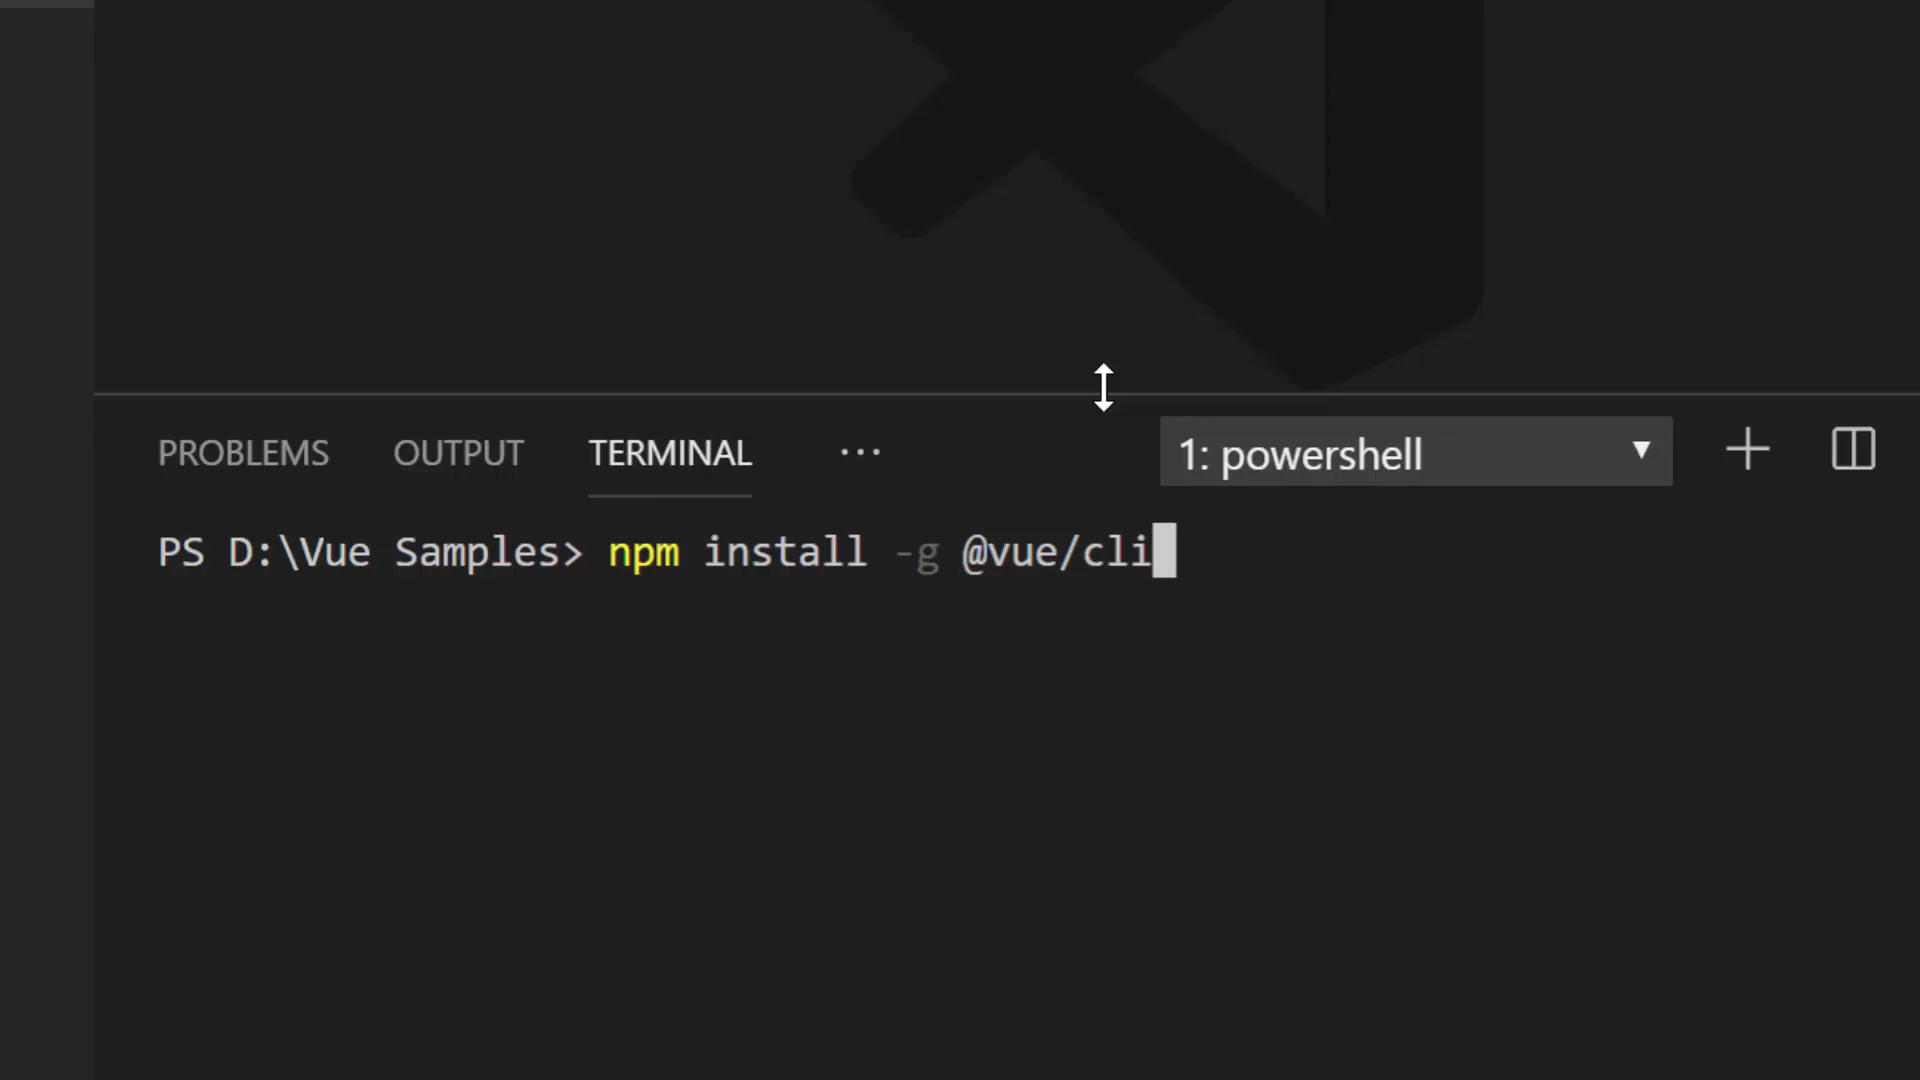 PROBLEMS OUTPUT TERMINAL ··· 1: powershell
PS D:\Vue Samples> npm install -g @vue/cli